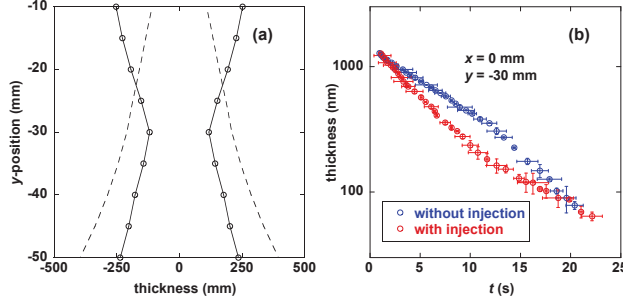 -10
-20
-30
-40
-50
y-position (mm)
(a)
-500
-250
0
250
500
thickness (mm)
1000
100
thickness (nm)
(b)
x = 0 mm
y = -30 mm
without injection
with injection
0
5
10
15
20
25
t (s)